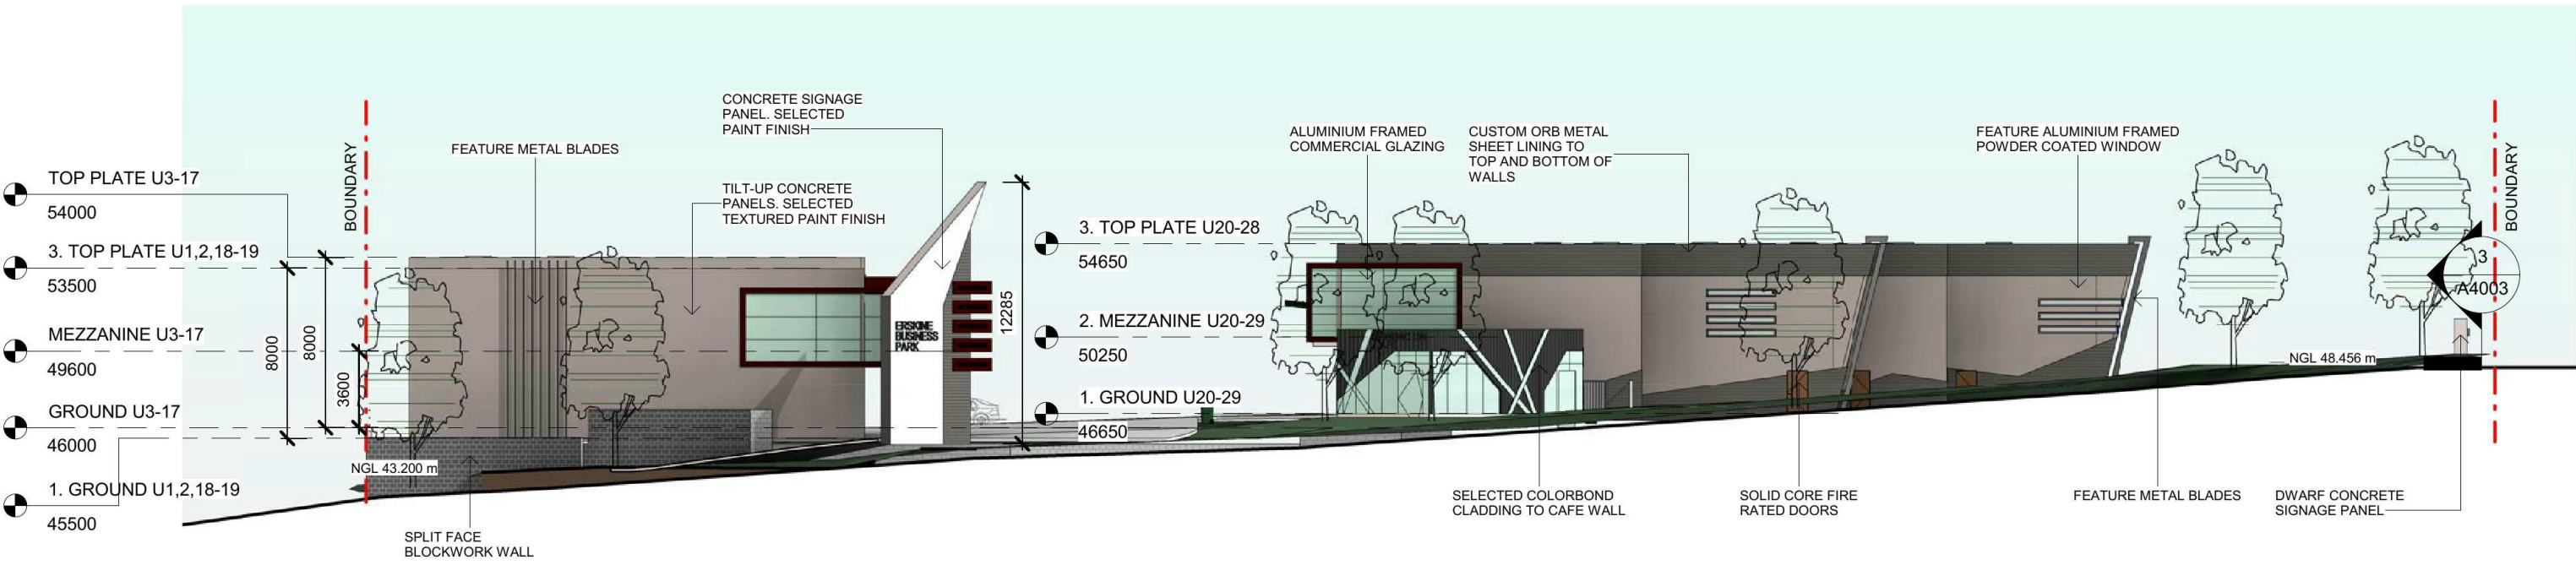 CONCRETE SIGNAGE
PANEL. SELECTED
PAINT FINISH
FEATURE METAL BLADES
TILT-UP CONCRETE
PANELS. SELECTED
TEXTURED PAINT FINISH
TOP PLATE U3-17
54000
3. TOP PLATE U1,2,18-19
53500
MEZZANINE U3-17
49600
GROUND U3-17
46000
1. GROUND U1,2,18-19
45500
BOUNDARY
8000
8000
3600
NGL 43.200 m
SPLIT FACE
BLOCKWORK WALL
ERSKINE
BUSINESS
PARK
12285
3. TOP PLATE U20-28
54650
2. MEZZANINE U20-29
50250
1. GROUND U20-29
46650
ALUMINIUM FRAMED
COMMERCIAL GLAZING
CUSTOM ORB METAL
SHEET LINING TO
TOP AND BOTTOM OF
WALLS
FEATURE ALUMINIUM FRAMED
POWDER COATED WINDOW
BOUNDARY
3
A4003
NGL 48.456 m
SELECTED COLORBOND
CLADDING TO CAFE WALL
SOLID CORE FIRE
RATED DOORS
FEATURE METAL BLADES
DWARF CONCRETE
SIGNAGE PANEL